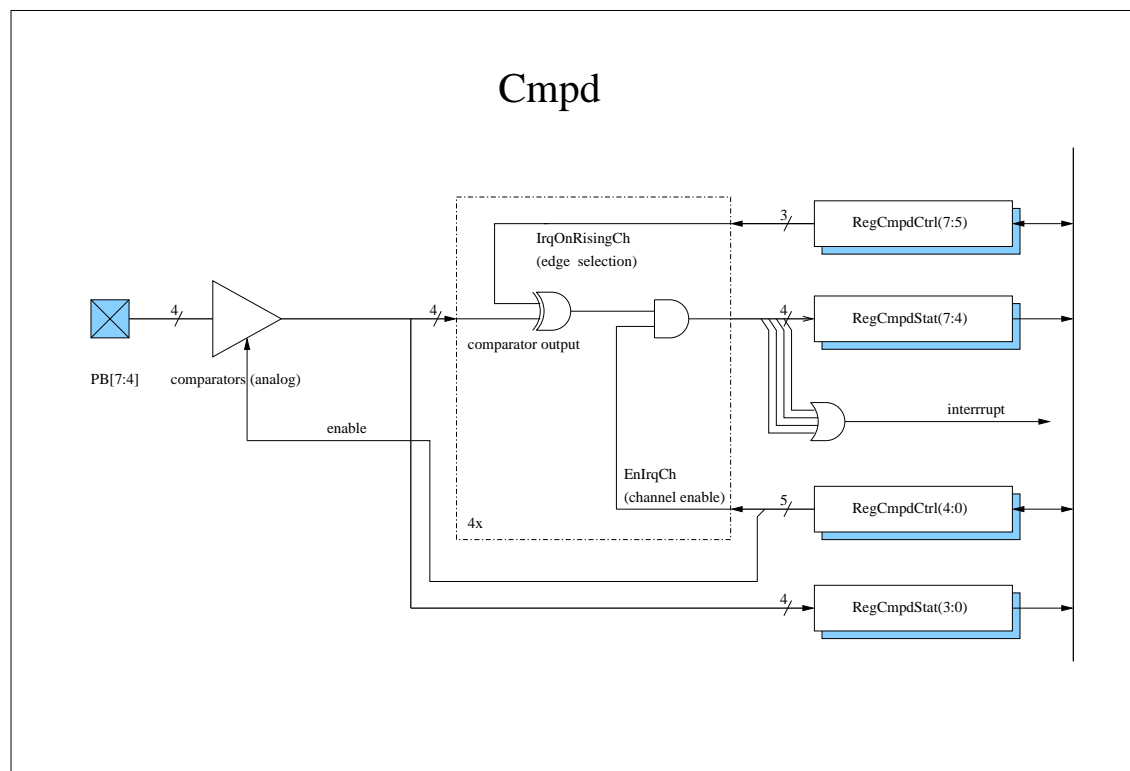 Cmpd
3
RegCmpdCtrl(7:5)
IrqOnRisingCh
(edge selection)
4
4
4
RegCmpdStat(7:4)
comparator output
PB[7:4]
comparators (analog)
interrrupt
enable
EnIrqCh
(channel enable)
5
RegCmpdCtrl(4:0)
4x
4
RegCmpdStat(3:0)